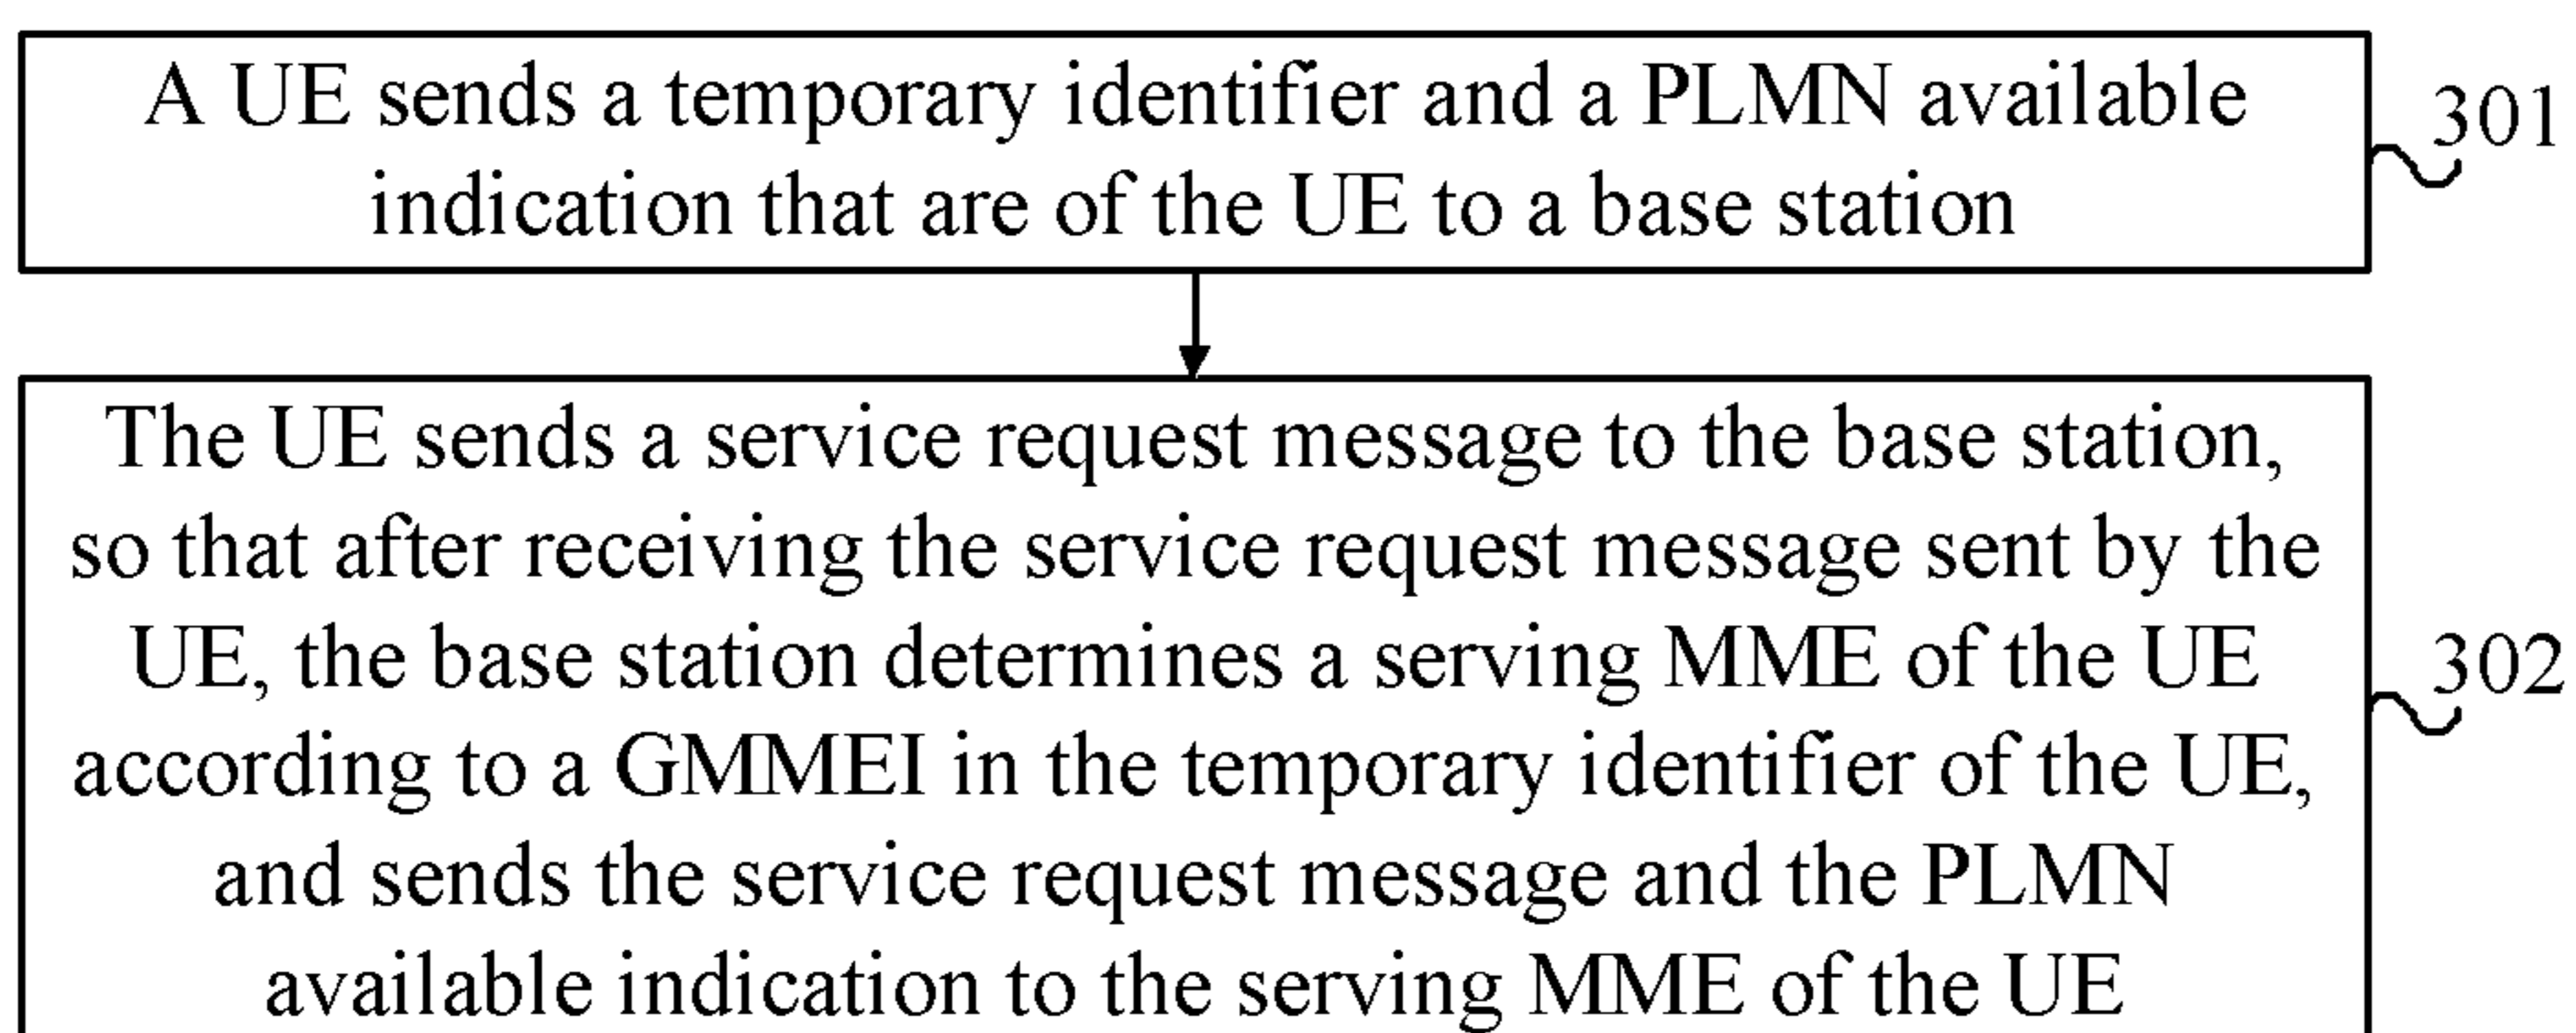 A UE sends a temporary identifier and a PLMN available
indication that are of the UE to a base station
301
The UE sends a service request message to the base station,
so that after receiving the service request message sent by the
UE, the base station determines a serving MME of the UE
according to a GMMEI in the temporary identifier of the UE,
and sends the service request message and the PLMN
available indication to the serving MME of the UE
302